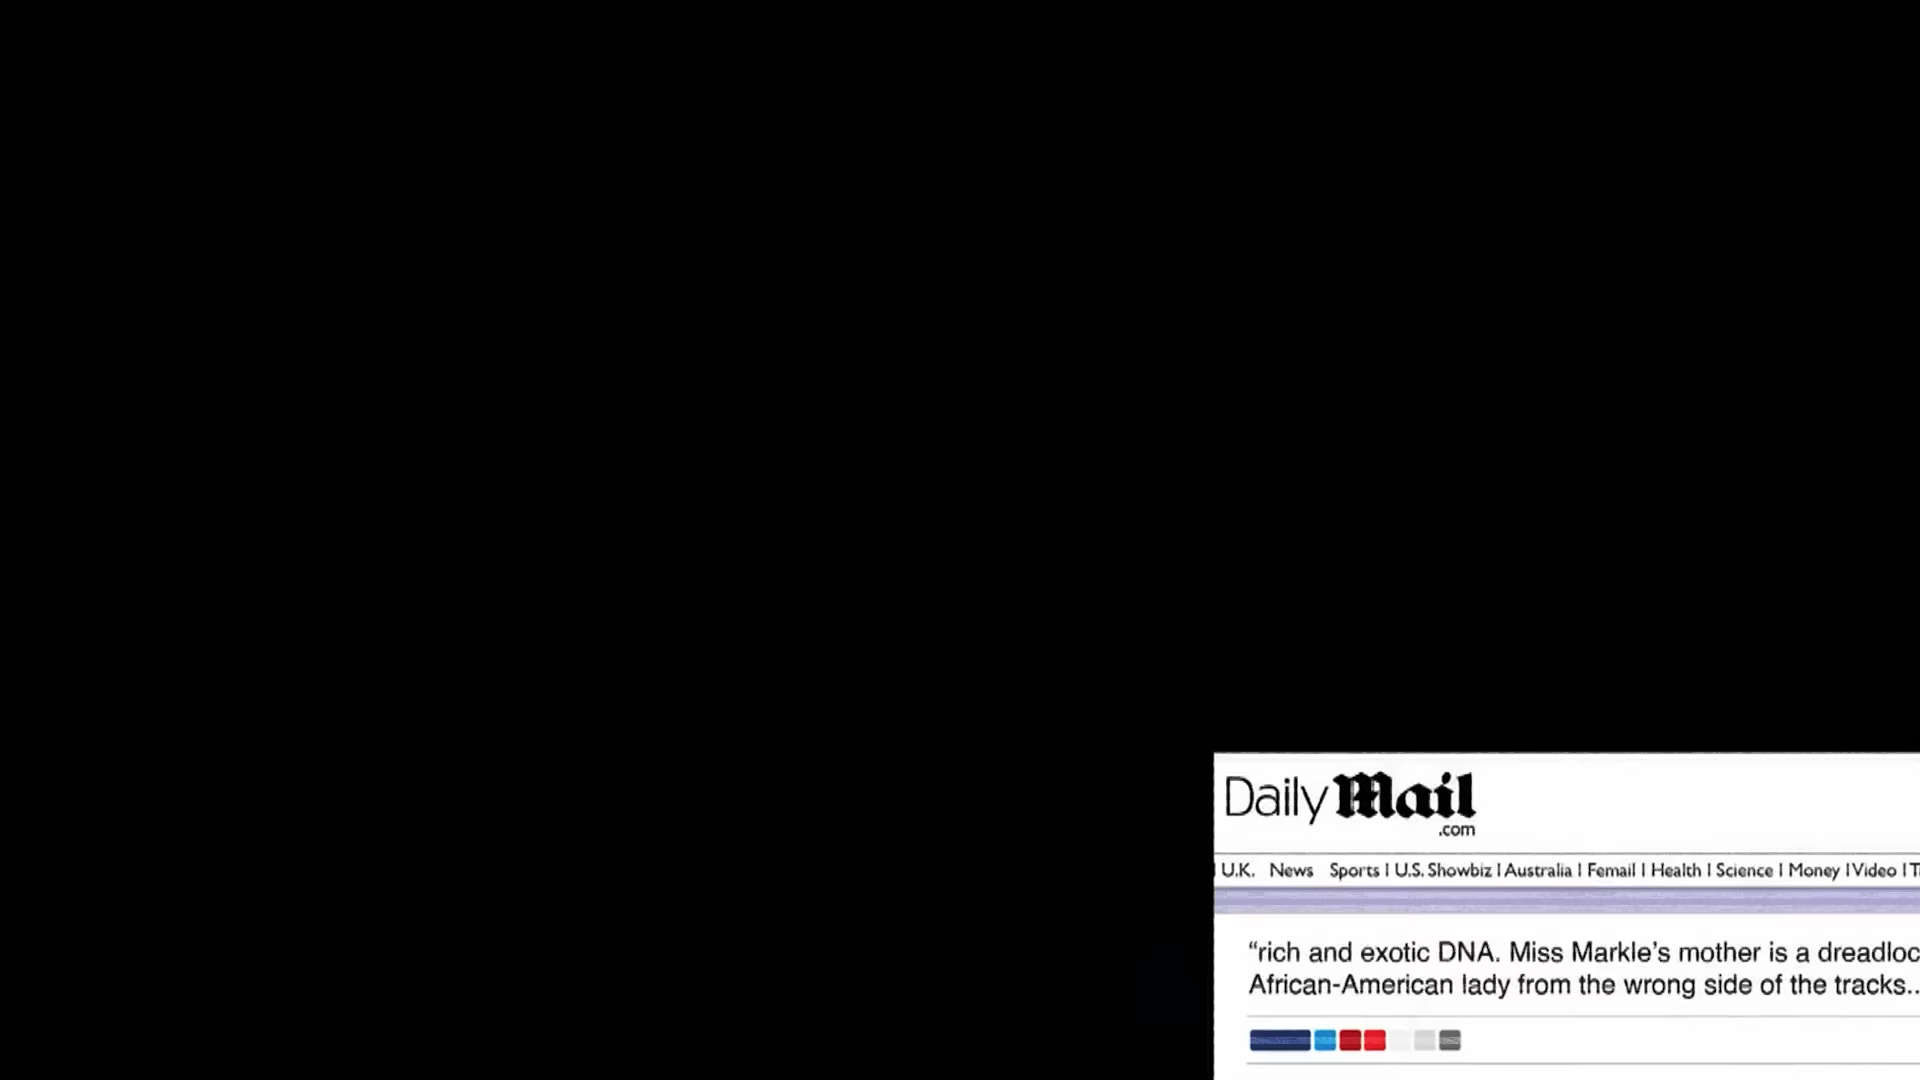 Daily Mail
.com
U.K. News Sports | U.S. Showbiz | Australia | Femail | Health | Science | Money | Video |
“rich and exotic DNA. Miss Markle’s mother is a
African-American lady from the wrong side of the tracks..